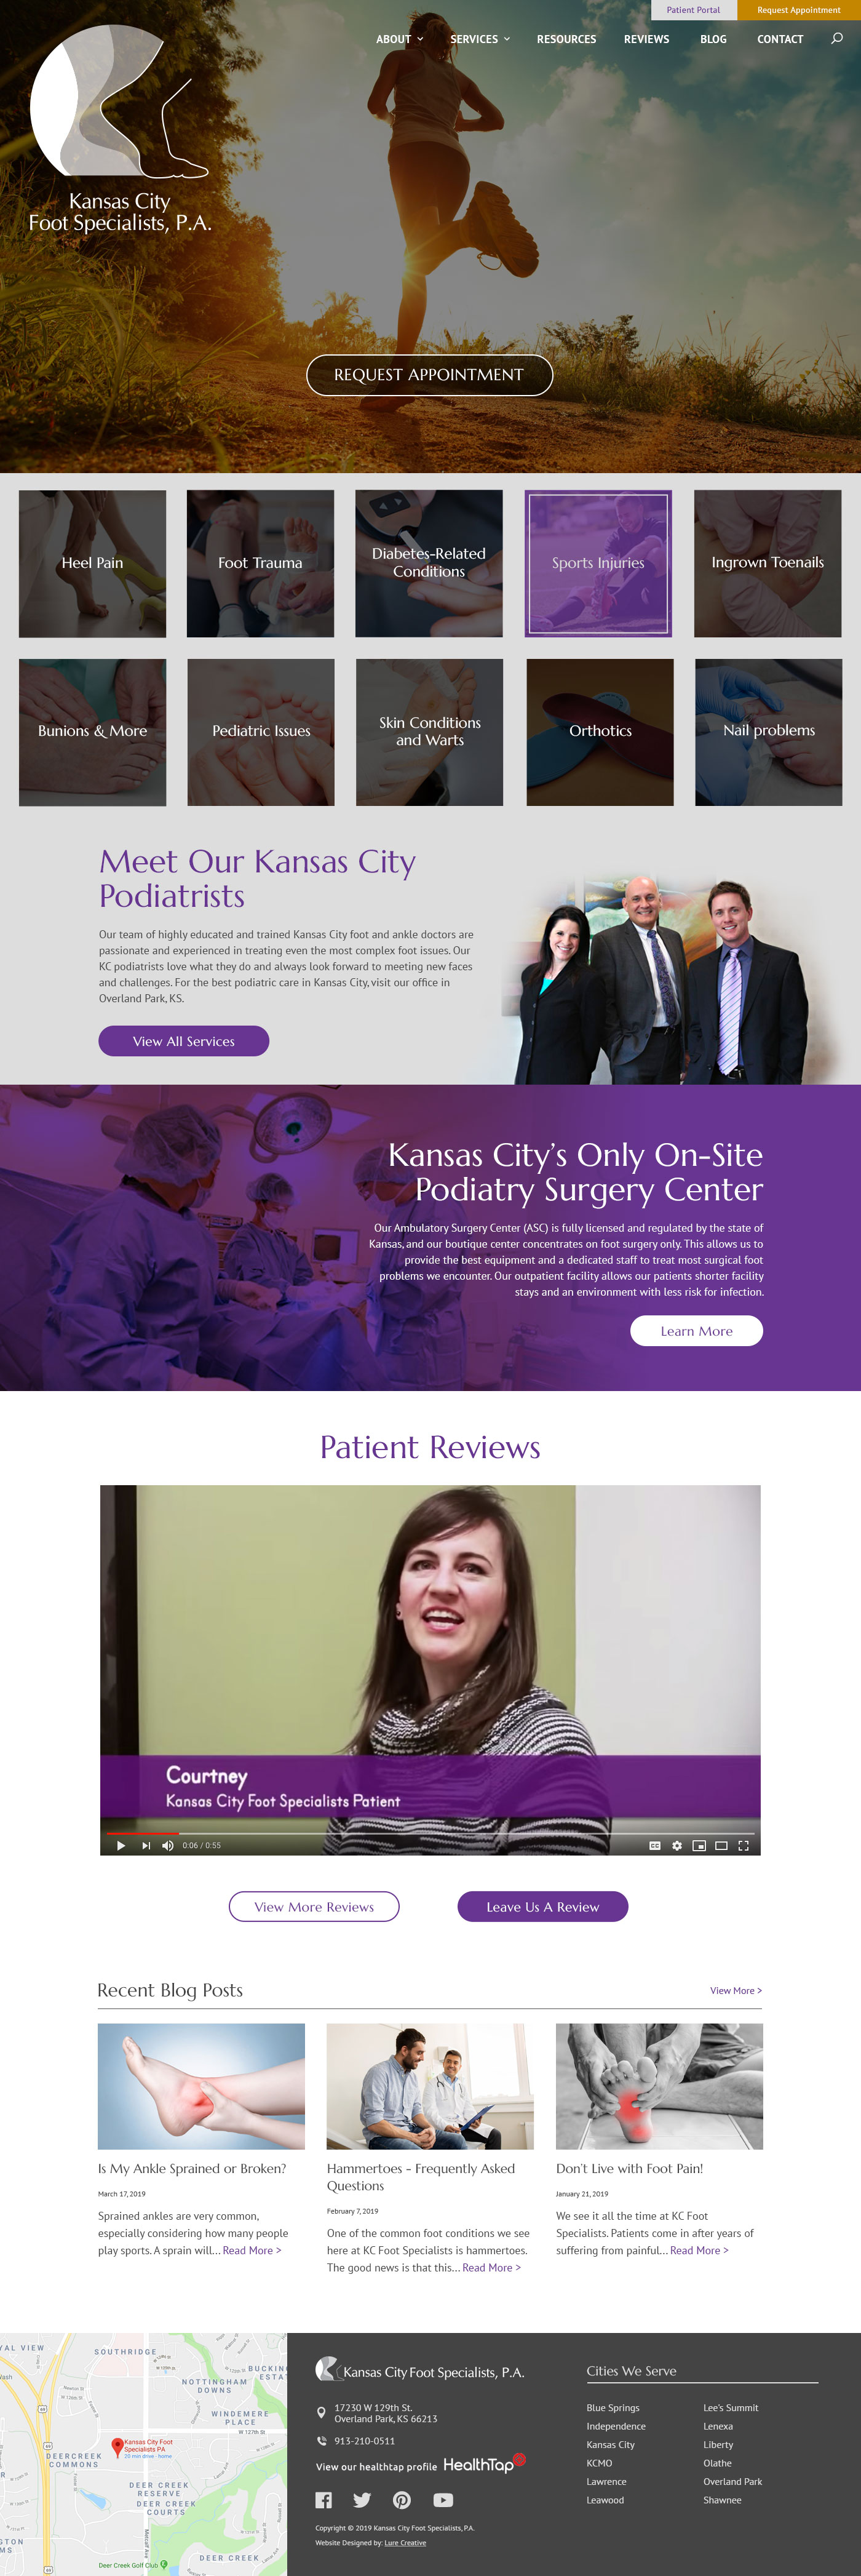 Patient Portal
Request Appointment
ABOUT
SERVICES
RESOURCES
REVIEWS
BLOG
CONTACT
Kansas City
Foot Specialists, P.A.
REQUEST APPOINTMENT
Heel Pain
Foot Trauma
Diabetes-Related
Conditions
Sports Injuries
Ingrown Toenails
Bunions & More
Pediatric Issues
Skin Conditions
and Warts
Orthotics
Nail problems
Meet Our Kansas City
Podiatrists
Our team of highly educated and trained Kansas City foot and ankle doctors are
passionate and experienced in treating even the most complex foot issues. Our
KC podiatrists love what they do and always look forward to meeting new faces
and challenges. For the best podiatric care in Kansas City, visit our office in
Overland Park, KS.
View All Services
Kansas City's Only On-Site
Podiatry Surgery Center
Our Ambulatory Surgery Center (ASC) is fully licensed and regulated by the state of
Kansas, and our boutique center concentrates on foot surgery only. This allows us to
provide the best equipment and a dedicated staff to treat most surgical foot
problems we encounter. Our outpatient facility allows our patients shorter facility
stays and an environment with less risk for infection.
Learn More
Patient Reviews
Courtney
Kansas City Foot Specialists Patient
0:06 / 0:55
CC
View More Reviews
Leave Us A Review
Recent Blog Posts
View More >
Is My Ankle Sprained or Broken?
March 17, 2019
Sprained ankles are very common,
especially considering how many people
play sports. A sprain will... Read More >
Hammertoes - Frequently Asked
Questions
February 7, 2019
One of the common foot conditions we see
here at KC Foot Specialists is hammertoes.
The good news is that this... Read More >
Don't Live with Foot Pain!
January 21, 2019
We see it all the time at KC Foot
Specialists. Patients come in after years of
suffering from painful... Read More >
YAL VIEW
SOUTHRIDGE
BUCKING
ESTAT
NOTTINGHAM
DOWNS
WINDEMERE
PLACE
W 127th St
Kansas City Foot
Specialists PA
20 min drive - home
DEERCREEK
COMMONS
DEER CREEK
RESERVE
DEER CREEK
COURTS
69
69
69
Metcalf Ave
GTON
MS
DEER CREEK
Deer Creek Golf Club
Kansas City Foot Specialists, P.A.
17230 W 129th St.
Overland Park, KS 66213
913-210-0511
View our healthtap profile HealthTap
Copyright © 2019 Kansas City Foot Specialists, P.A.
Website Designed by: Lure Creative
Cities We Serve
Blue Springs
Independence
Kansas City
KCMO
Lawrence
Leawood
Lee's Summit
Lenexa
Liberty
Olathe
Overland Park
Shawnee